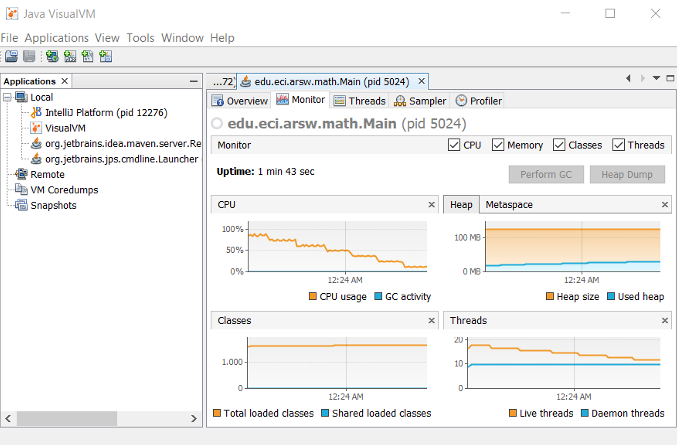 Java VisualVM
File Applications View Tools Window Help
Applications
Local
IntelliJ Platform (pid 12276)
VisualVM
org.jetbrains.idea.maven.server.Re
org.jetbrains.jps.cmdline.Launcher (
Remote
VM Coredumps
Snapshots
...72) edu.eci.arsw.math.Main (pid 5024)
Overview Monitor Threads Sampler Profiler
edu.eci.arsw.math.Main (pid 5024)
Monitor CPU Memory Classes Threads
Uptime: 1 min 43 sec Perform GC Heap Dump
CPU
100%
50%
0%
12:24 AM
CPU usage GC activity
Heap Metaspace
100 MB
0 MB
12:24 AM
Heap size Used heap
Classes
1.000
0
12:24 AM
Total loaded classes Shared loaded classes
Threads
20
10
0
12:24 AM
Live threads Daemon threads